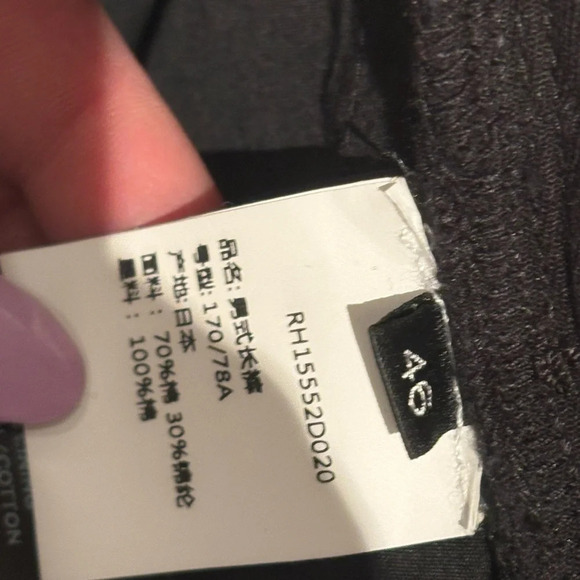 46
RH15552D020
品名: 男式长裤
号型: 170/78A
产地: 日本
面料: 70%棉 30%锦纶
里料: 100%棉
COTTON